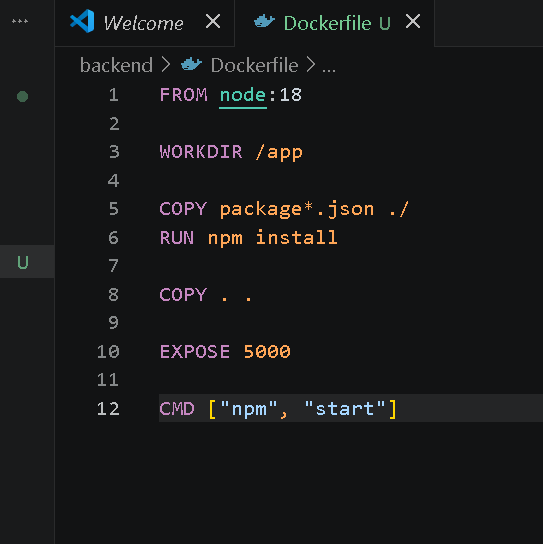 Welcome
Dockerfile U
backend > Dockerfile > ...
1 FROM node:18
2
3 WORKDIR /app
4
5 COPY package*.json ./
6 RUN npm install
7
8 COPY . .
9
10 EXPOSE 5000
11
12 CMD ["npm", "start"]
U